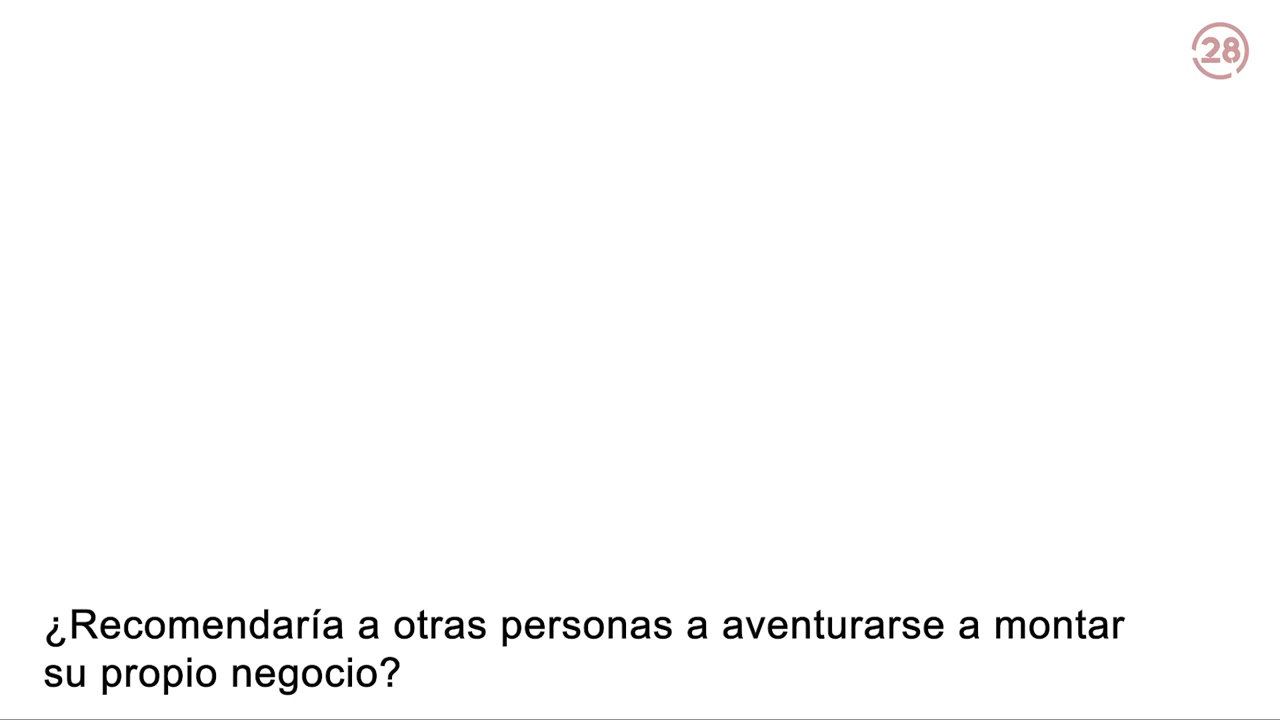 28
¿Recomendaría a otras personas a aventurarse a montar
su propio negocio?